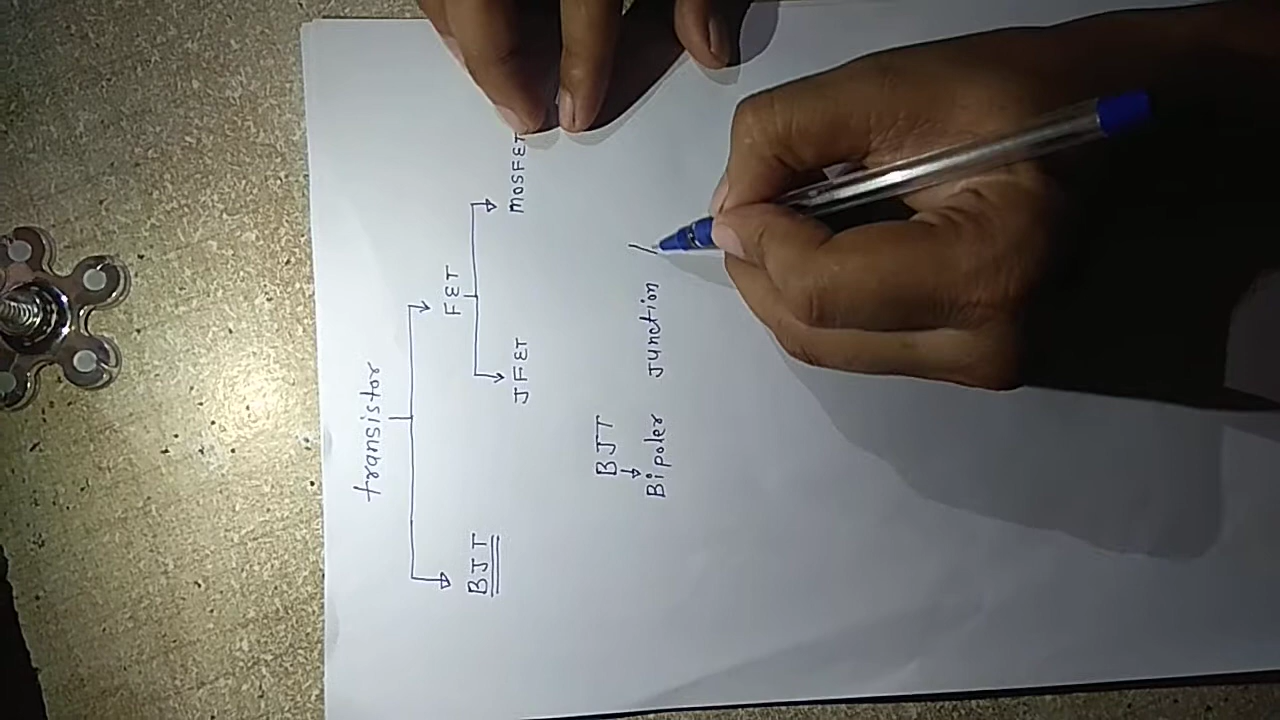 transistor
BJT FET
JFET MOSFET
BJT
Bipoler Junction